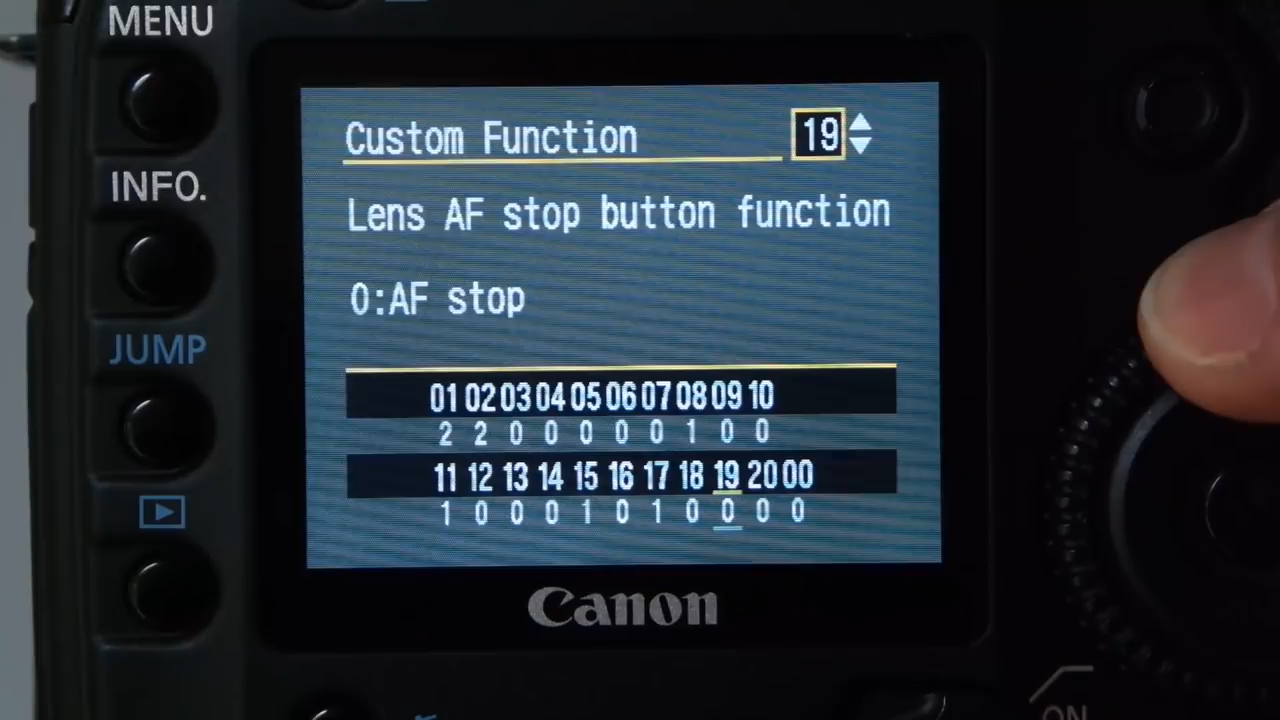 MENU
INFO.
JUMP
Custom Function 19
Lens AF stop button function
0:AF stop
01 02 03 04 05 06 07 08 09 10
2 2 0 0 0 0 0 1 0 0
11 12 13 14 15 16 17 18 19 20 00
1 0 0 0 1 0 1 0 0 0 0
Canon
ON